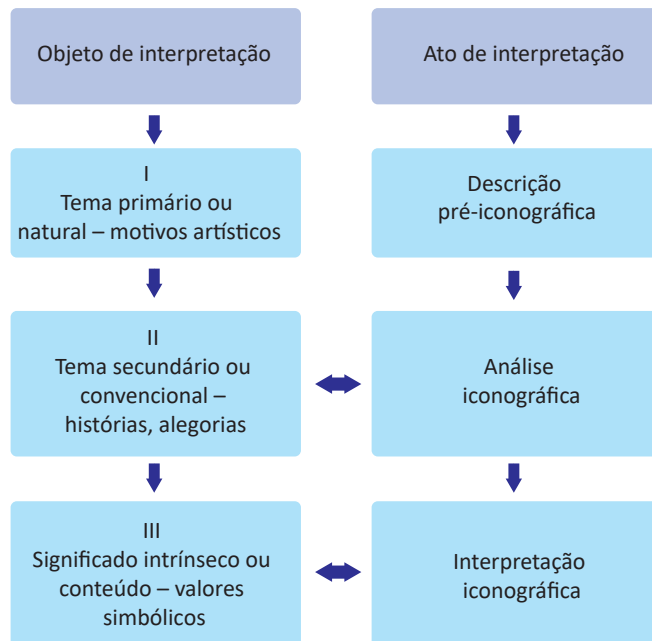 Objeto de interpretação
Ato de interpretação
I
Tema primário ou
natural – motivos artísticos
Descrição
pré-iconográfica
II
Tema secundário ou
convencional –
histórias, alegorias
Análise
iconográfica
III
Significado intrínseco ou
conteúdo – valores
simbólicos
Interpretação
iconográfica